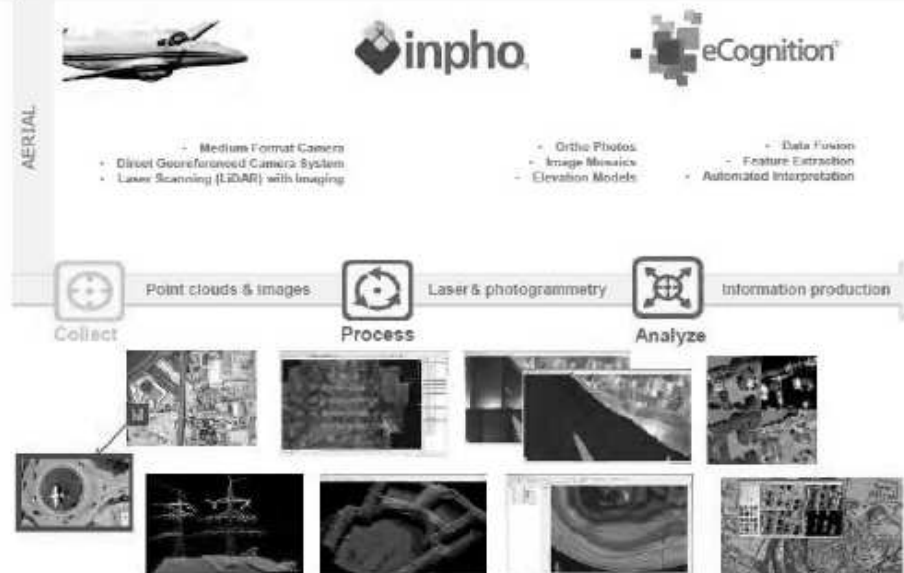 AERIAL
inpho
eCognition
- Medium Format Camera
- Direct Georeferenced Camera System
- Laser Scanning (LiDAR) with Imaging
- Ortho Photos
- Image Mosaics
- Elevation Models
- Data Fusion
- Feature Extraction
- Automated Interpretation
Point clouds & images
Laser & photogrammetry
Information production
Collect
Process
Analyze